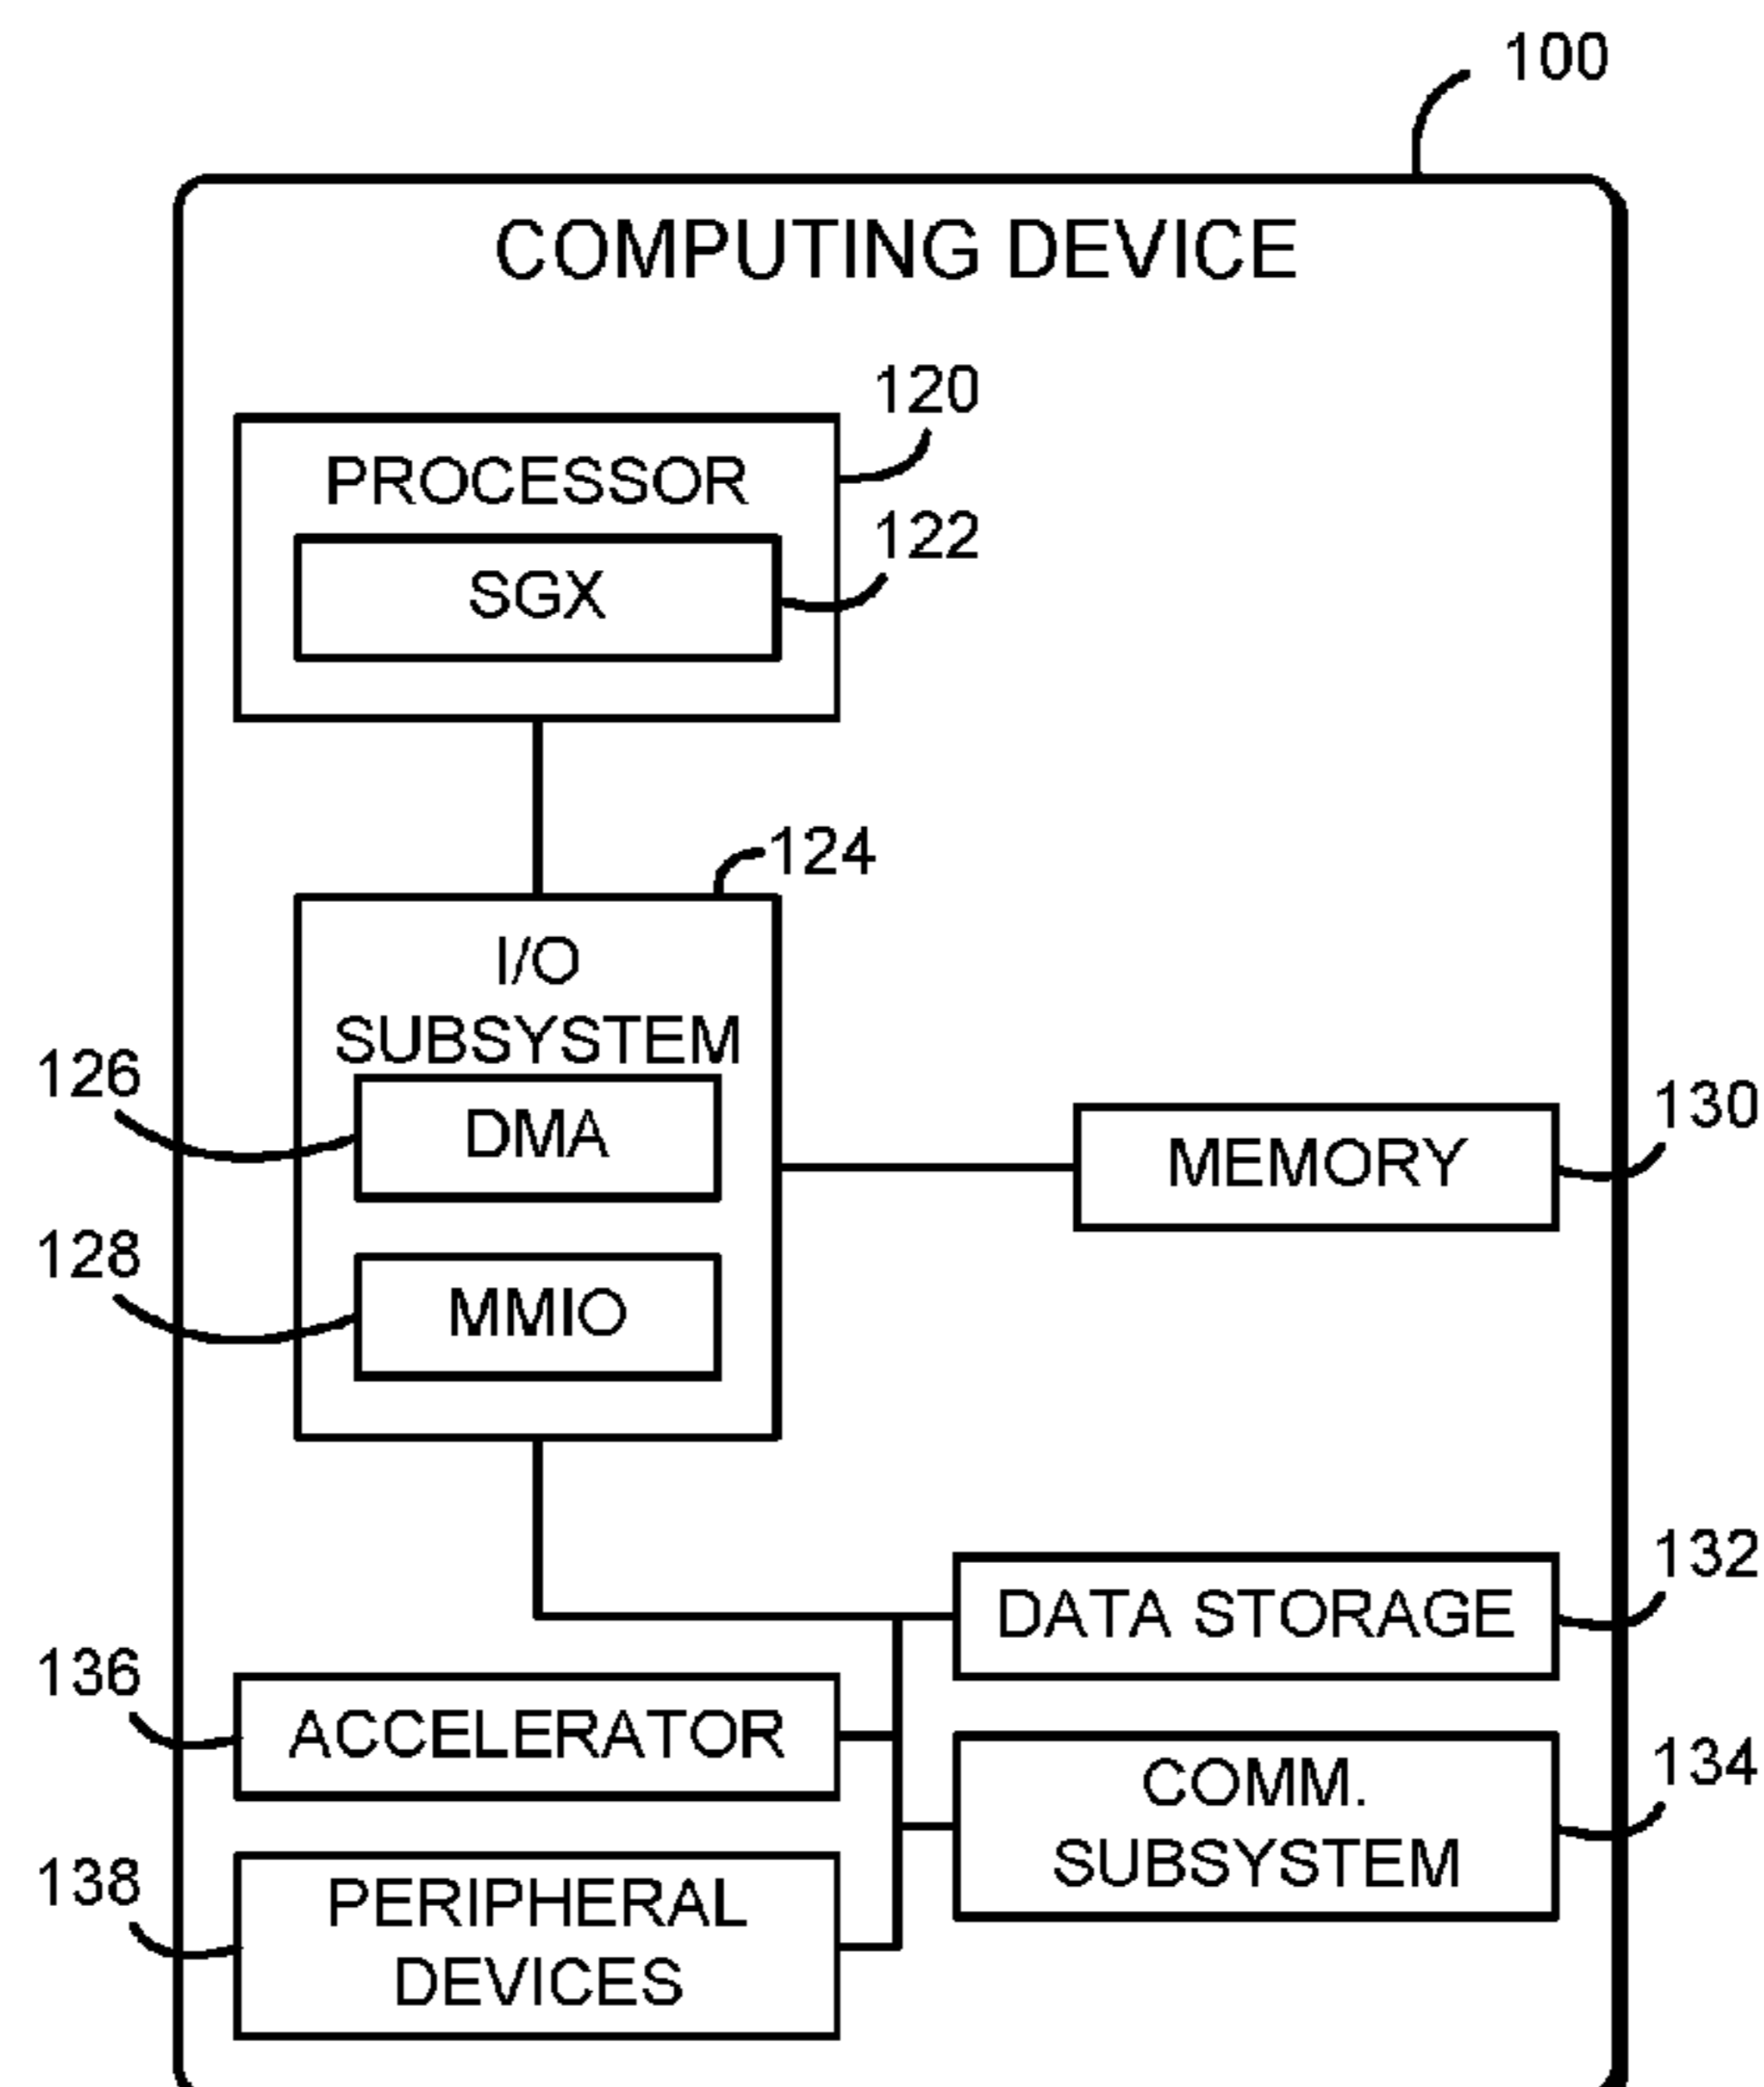 100
COMPUTING DEVICE
120
PROCESSOR
122
SGX
124
I/O
SUBSYSTEM
126
DMA
130
MEMORY
128
MMIO
132
DATA STORAGE
136
ACCELERATOR
134
COMM.
SUBSYSTEM
138
PERIPHERAL
DEVICES